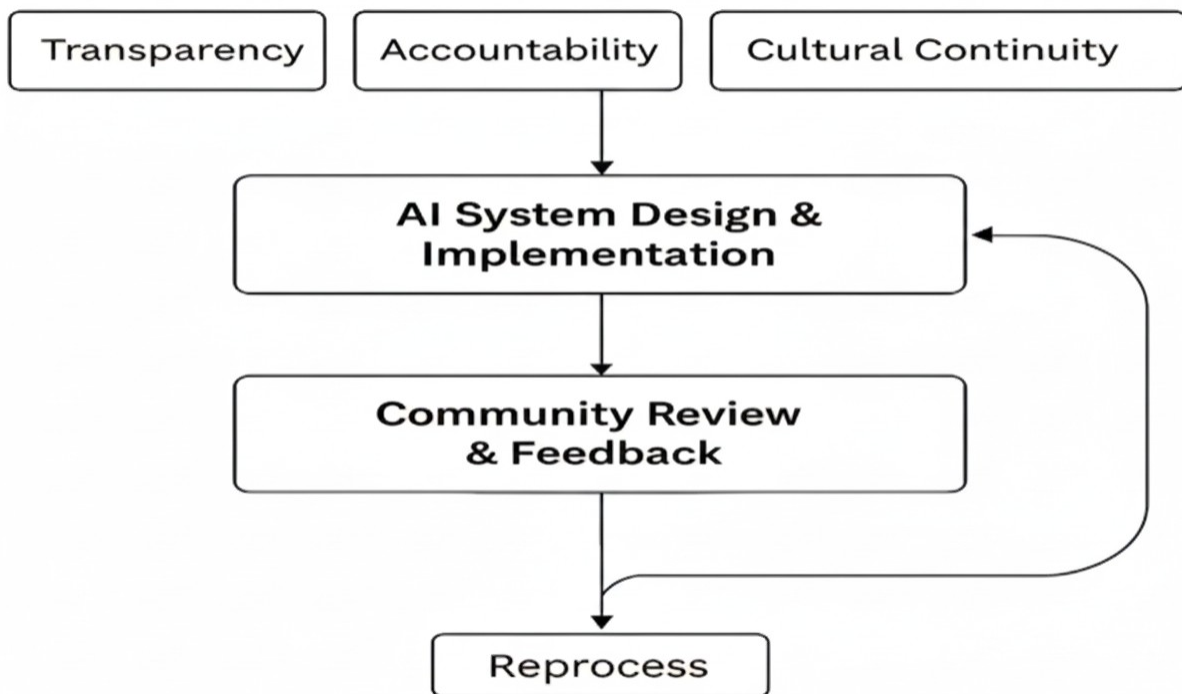 Transparency
Accountability
Cultural Continuity
AI System Design &
Implementation
Community Review
& Feedback
Reprocess